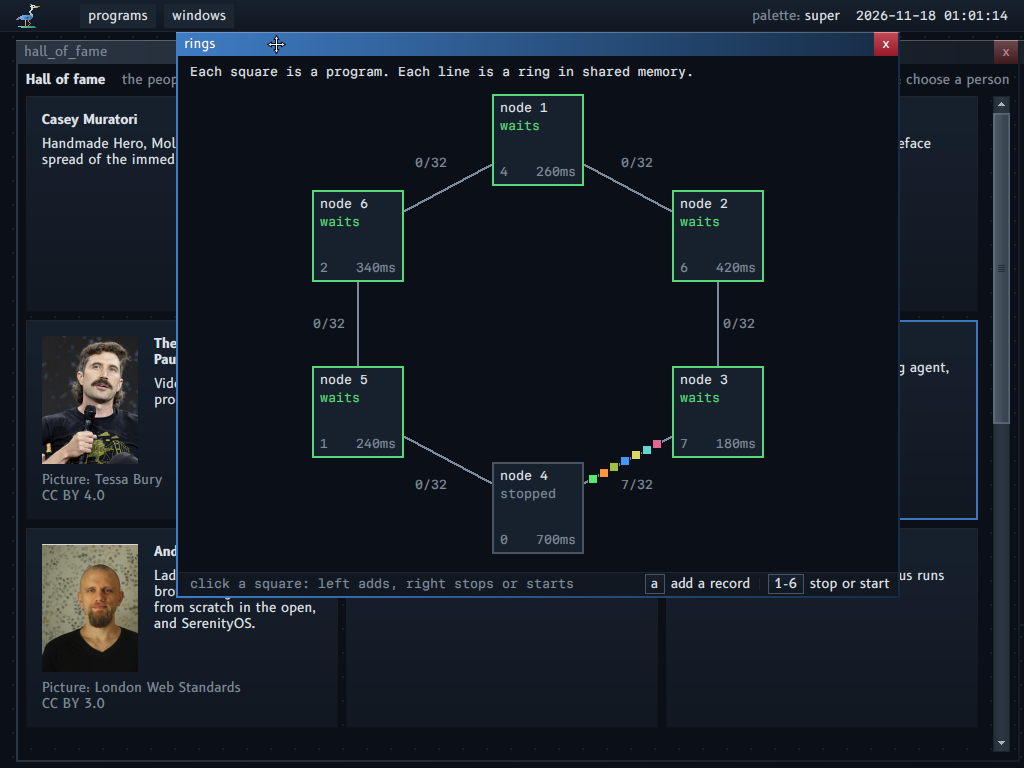 programs
windows
palette: super
2026-11-18 01:01:14
hall_of_fame
x
rings
x
Hall of fame
the peop
choose a person
Each square is a program. Each line is a ring in shared memory.
Casey Muratori
Handmade Hero, Mol
spread of the immed
eface
node 1
waits
4 260ms
0/32
0/32
node 6
waits
2 340ms
node 2
waits
6 420ms
0/32
0/32
node 5
waits
1 240ms
node 3
waits
7 180ms
0/32
7/32
node 4
stopped
0 700ms
The
Pau
Vide
pro
Picture: Tessa Bury
CC BY 4.0
g agent,
click a square: left adds, right stops or starts
a add a record
1-6 stop or start
And
Lad
bro
from scratch in the open,
and SerenityOS.
Picture: London Web Standards
CC BY 3.0
us runs